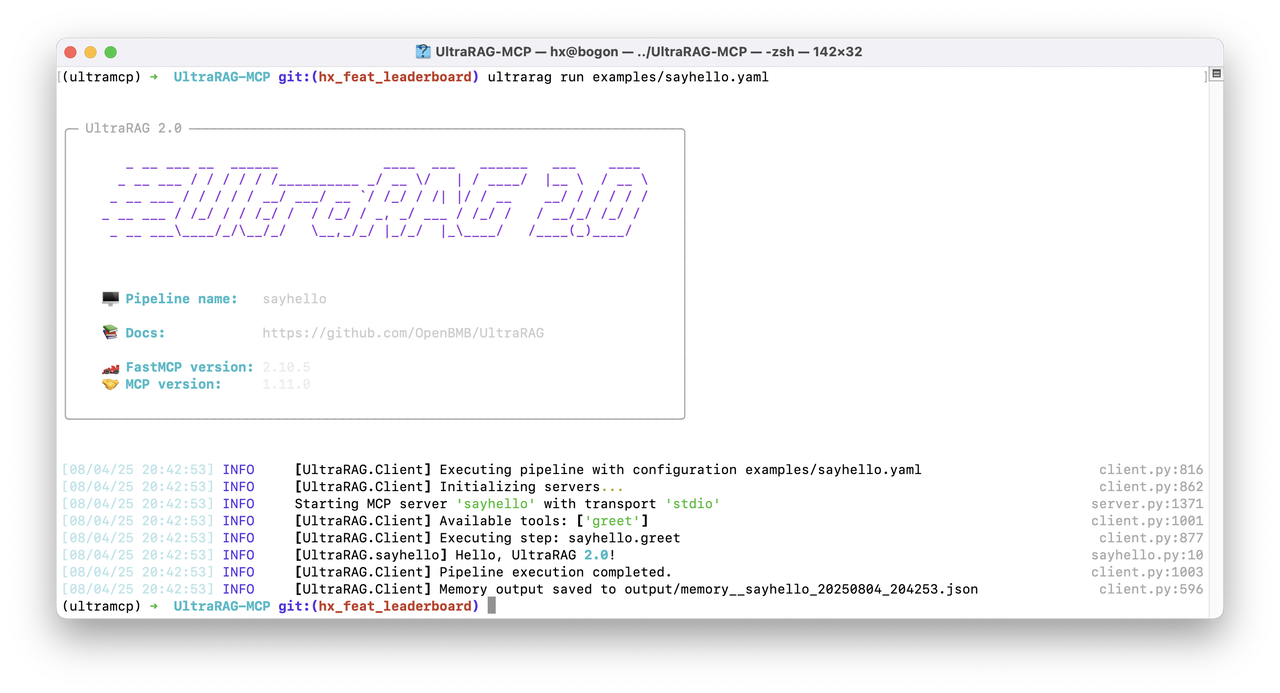 UltraRAG-MCP — hx@bogon — ../UltraRAG-MCP — -zsh — 142×32
[(ultramcp) → UltraRAG-MCP git:(hx_feat_leaderboard) ultrarag run examples/sayhello.yaml ]
UltraRAG 2.0
UltraRAG 2.0
Pipeline name: sayhello
Docs: https://github.com/OpenBMB/UltraRAG
FastMCP version: 2.10.5
MCP version: 1.11.0
[08/04/25 20:42:53] INFO [UltraRAG.Client] Executing pipeline with configuration examples/sayhello.yaml client.py:816
[08/04/25 20:42:53] INFO [UltraRAG.Client] Initializing servers... client.py:862
[08/04/25 20:42:53] INFO Starting MCP server 'sayhello' with transport 'stdio' server.py:1371
[08/04/25 20:42:53] INFO [UltraRAG.Client] Available tools: ['greet'] client.py:1001
[08/04/25 20:42:53] INFO [UltraRAG.Client] Executing step: sayhello.greet client.py:877
[08/04/25 20:42:53] INFO [UltraRAG.sayhello] Hello, UltraRAG 2.0! sayhello.py:10
[08/04/25 20:42:53] INFO [UltraRAG.Client] Pipeline execution completed. client.py:1003
[08/04/25 20:42:53] INFO [UltraRAG.Client] Memory output saved to output/memory__sayhello_20250804_204253.json client.py:596
(ultramcp) → UltraRAG-MCP git:(hx_feat_leaderboard)